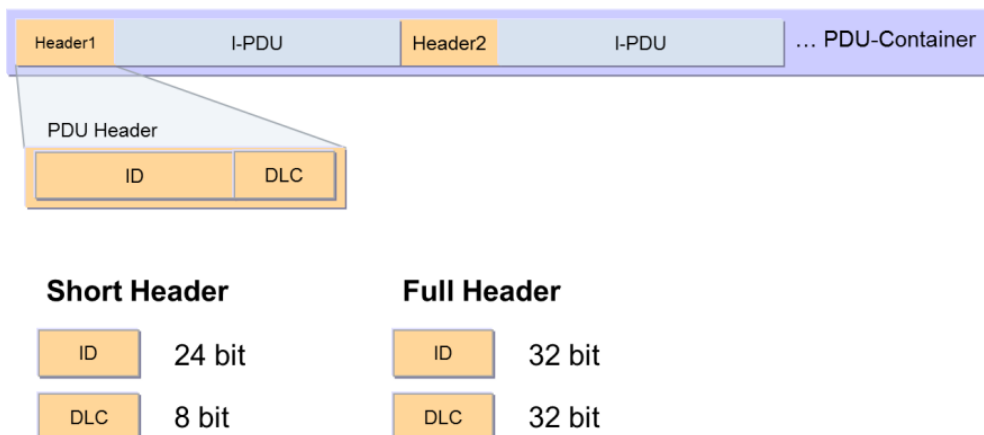 Header1 I-PDU Header2 I-PDU ... PDU-Container
PDU Header
ID DLC
Short Header Full Header
ID 24 bit ID 32 bit
DLC 8 bit DLC 32 bit